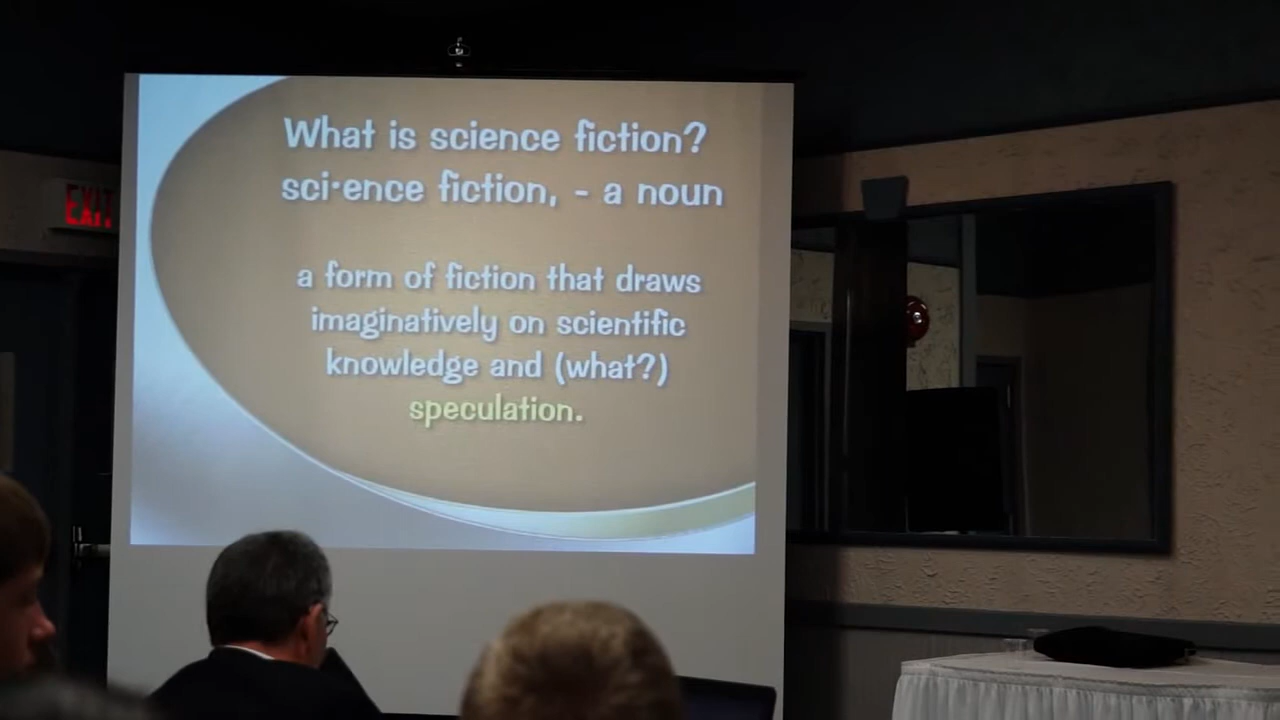 What is science fiction?
sci·ence fiction, - a noun
a form of fiction that draws
imaginatively on scientific
knowledge and (what?)
speculation.
EXIT